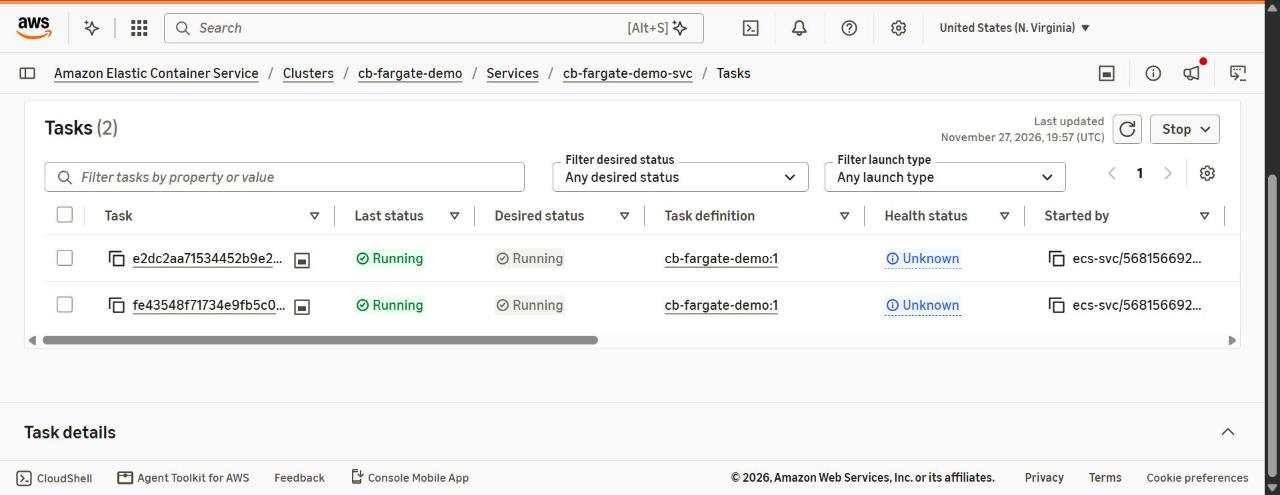 aws
Search [Alt+S]
United States (N. Virginia)
Amazon Elastic Container Service / Clusters / cb-fargate-demo / Services / cb-fargate-demo-svc / Tasks
Tasks (2)
Last updated
November 27, 2026, 19:57 (UTC)
Stop
Filter tasks by property or value
Filter desired status
Any desired status
Filter launch type
Any launch type
1
Task Last status Desired status Task definition Health status Started by
e2dc2aa71534452b9e2... Running Running cb-fargate-demo:1 Unknown ecs-svc/568156692...
fe43548f71734e9fb5c0... Running Running cb-fargate-demo:1 Unknown ecs-svc/568156692...
Task details
CloudShell Agent Toolkit for AWS Feedback Console Mobile App © 2026, Amazon Web Services, Inc. or its affiliates. Privacy Terms Cookie preferences